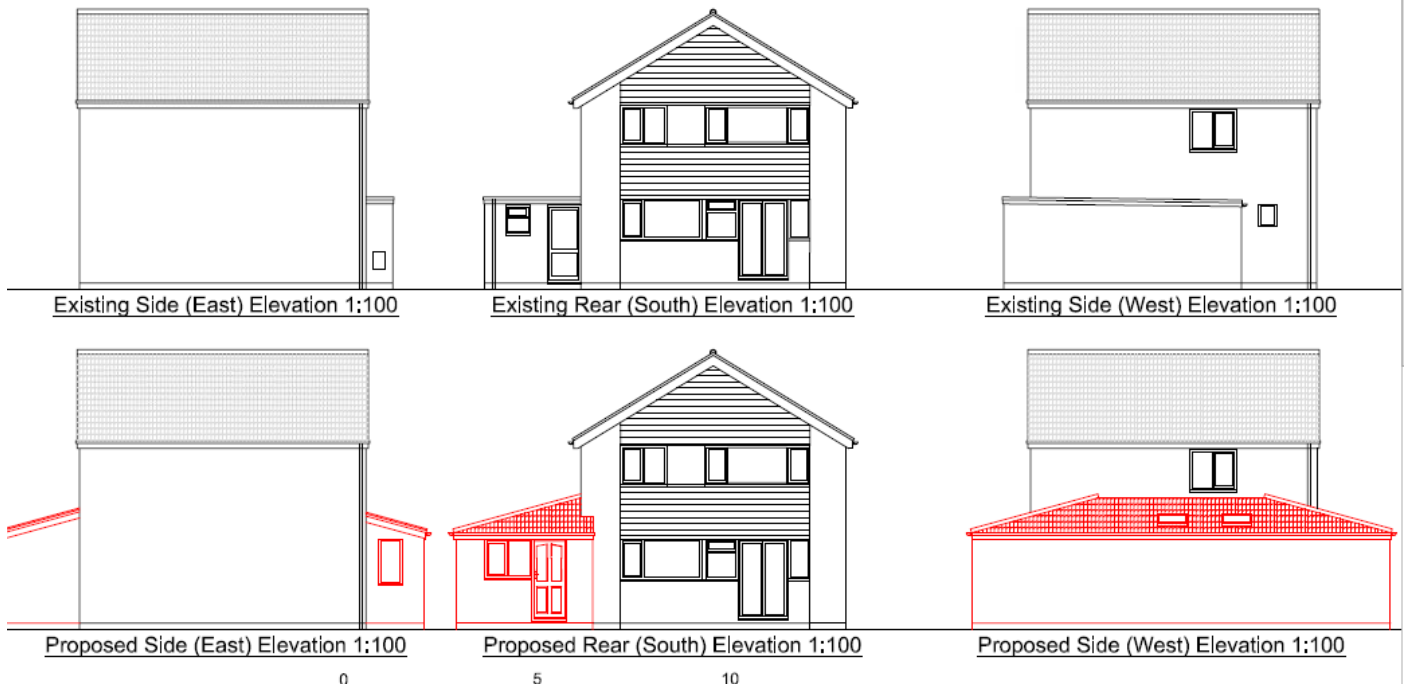 Existing Side (East) Elevation 1:100
Existing Rear (South) Elevation 1:100
Existing Side (West) Elevation 1:100
Proposed Side (East) Elevation 1:100
Proposed Rear (South) Elevation 1:100
Proposed Side (West) Elevation 1:100
0 5 10